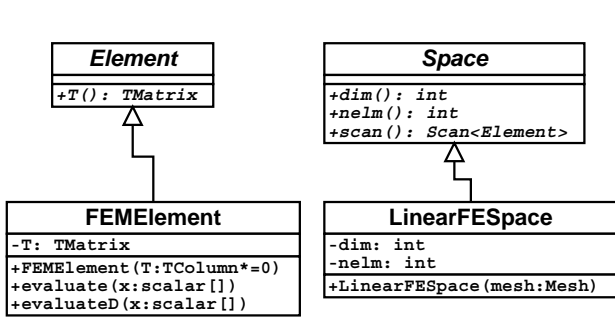 Element
+T(): TMatrix
Space
+dim(): int
+nelm(): int
+scan(): Scan<Element>
FEMElement
-T: TMatrix
+FEMElement(T:TColumn*=0)
+evaluate(x:scalar[])
+evaluateD(x:scalar[])
LinearFESpace
-dim: int
-nelm: int
+LinearFESpace(mesh:Mesh)